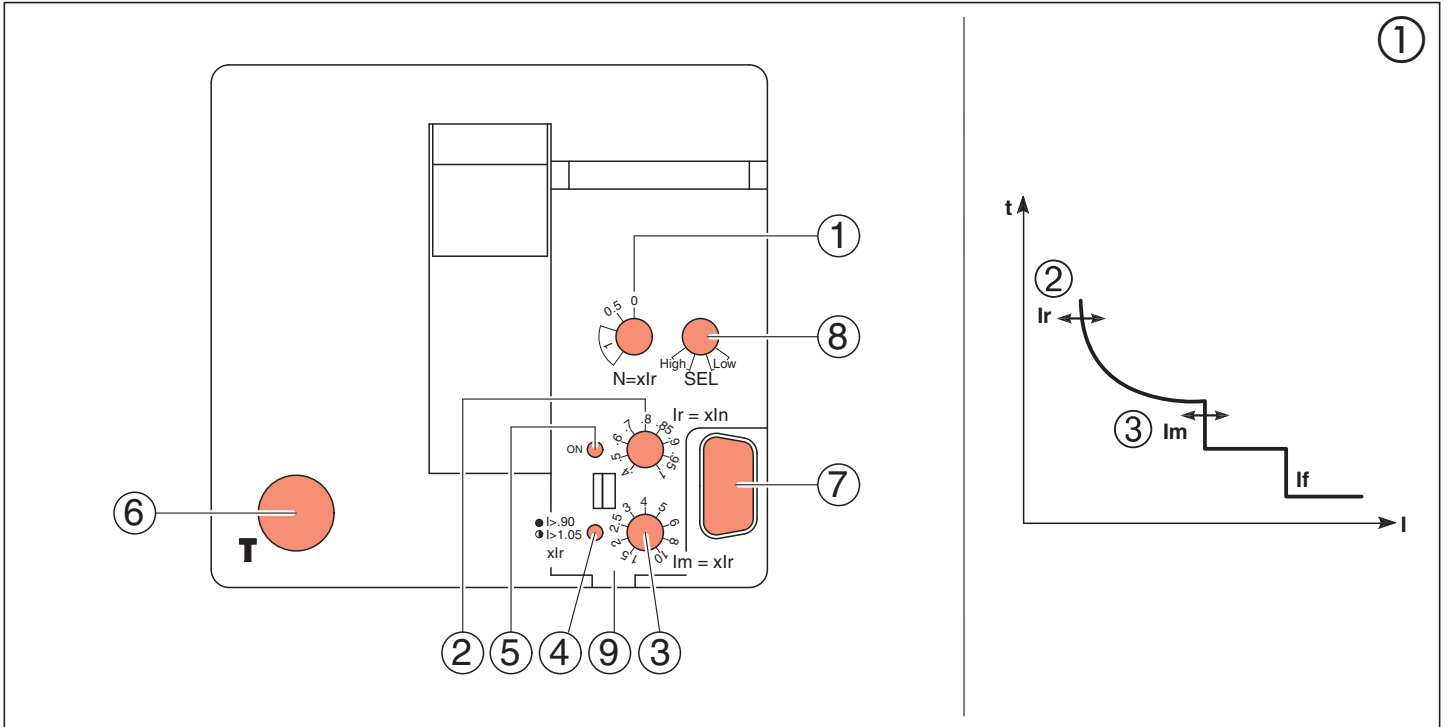 ①
①
0.5 0
1
⑧
High Low
N=xIr SEL
Ir = xIn
.4 .5 .6 .7 .8 .85 .9 .95 1
⑤
ON
⑦
⑥
T
● I>.90
◑ I>1.05
xIr
1.5 2 2.5 3 4 5 6 8 10
Im = xIr
② ⑤ ④ ⑨ ③
t
②
Ir
③ Im
If
I